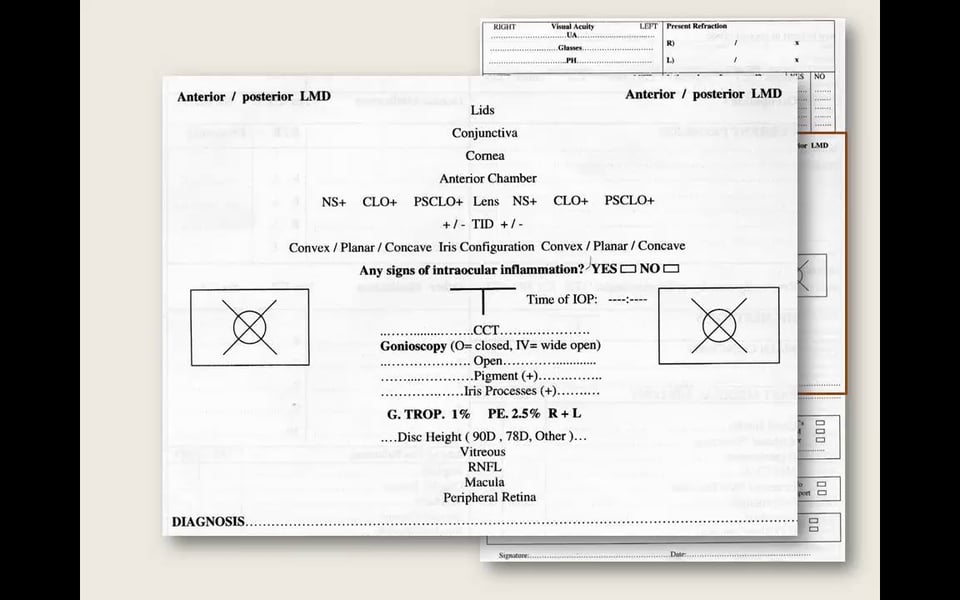 RIGHT Visual Acuity LEFT
UA
Glasses
PH
Present Refraction
R) / x
L) / x
YES NO
Anterior / posterior LMD Anterior / posterior LMD
Lids
Conjunctiva
Cornea
Anterior Chamber
NS+ CLO+ PSCLO+ Lens NS+ CLO+ PSCLO+
+ / - TID + / -
Convex / Planar / Concave Iris Configuration Convex / Planar / Concave
Any signs of intraocular inflammation? YES NO
T Time of IOP: ----:----
CCT
Gonioscopy (O= closed, IV= wide open)
Open
Pigment (+)
Iris Processes (+)
G. TROP. 1% PE. 2.5% R + L
....Disc Height ( 90D , 78D, Other )...
Vitreous
RNFL
Macula
Peripheral Retina
DIAGNOSIS
LMD
Signature: Date: